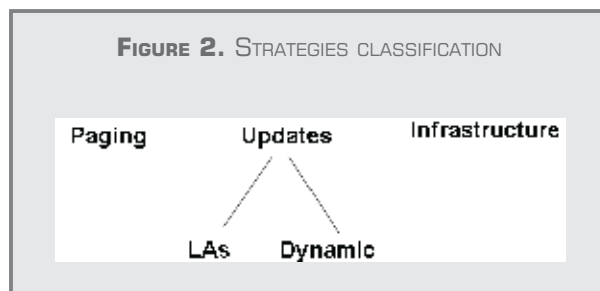 FIGURE 2. STRATEGIES CLASSIFICATION
Paging Updates Infrastructure
LAs Dynamic